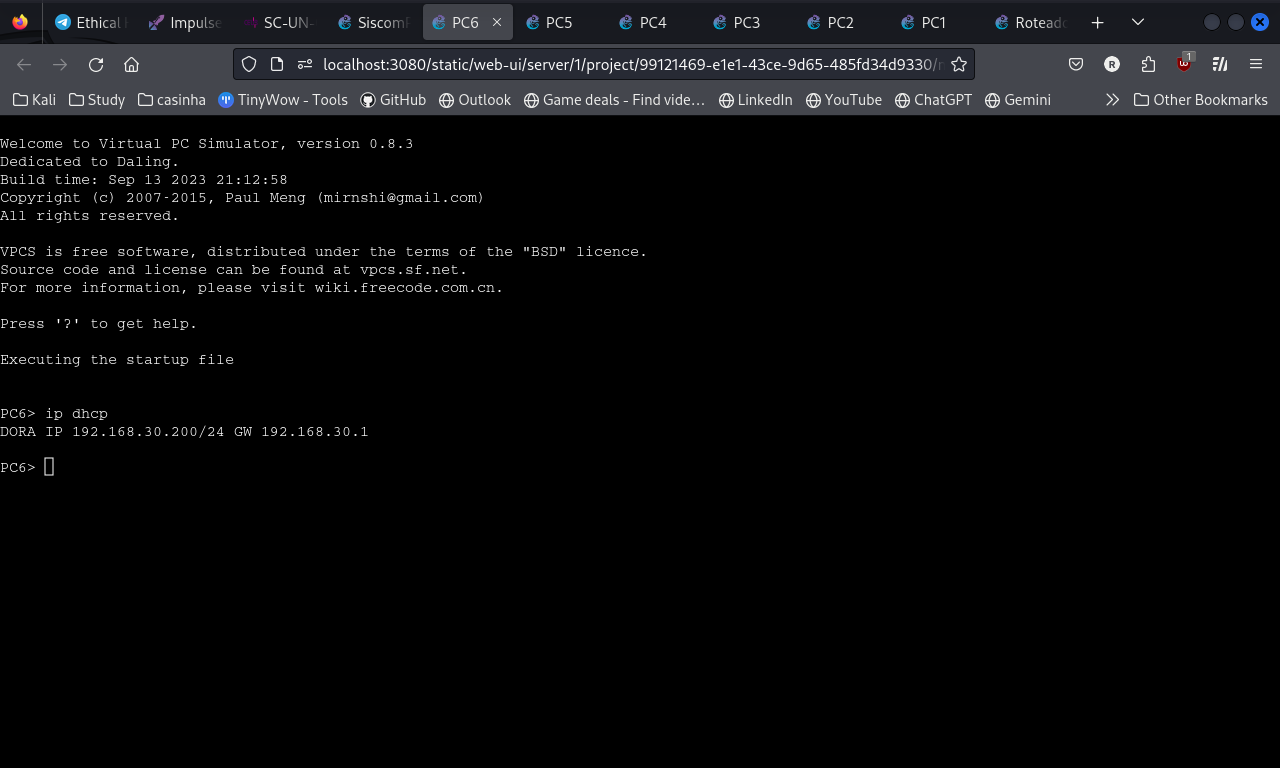 Ethical
Impulse
SC-UN-
Siscom
PC6
PC5
PC4
PC3
PC2
PC1
Rotead
localhost:3080/static/web-ui/server/1/project/99121469-e1e1-43ce-9d65-485fd34d9330/
R
1
Kali
Study
casinha
TinyWow - Tools
GitHub
Outlook
Game deals - Find vide…
LinkedIn
YouTube
ChatGPT
Gemini
Other Bookmarks
Welcome to Virtual PC Simulator, version 0.8.3
Dedicated to Daling.
Build time: Sep 13 2023 21:12:58
Copyright (c) 2007-2015, Paul Meng (mirnshi@gmail.com)
All rights reserved.
VPCS is free software, distributed under the terms of the "BSD" licence.
Source code and license can be found at vpcs.sf.net.
For more information, please visit wiki.freecode.com.cn.
Press '?' to get help.
Executing the startup file
PC6> ip dhcp
DORA IP 192.168.30.200/24 GW 192.168.30.1
PC6>